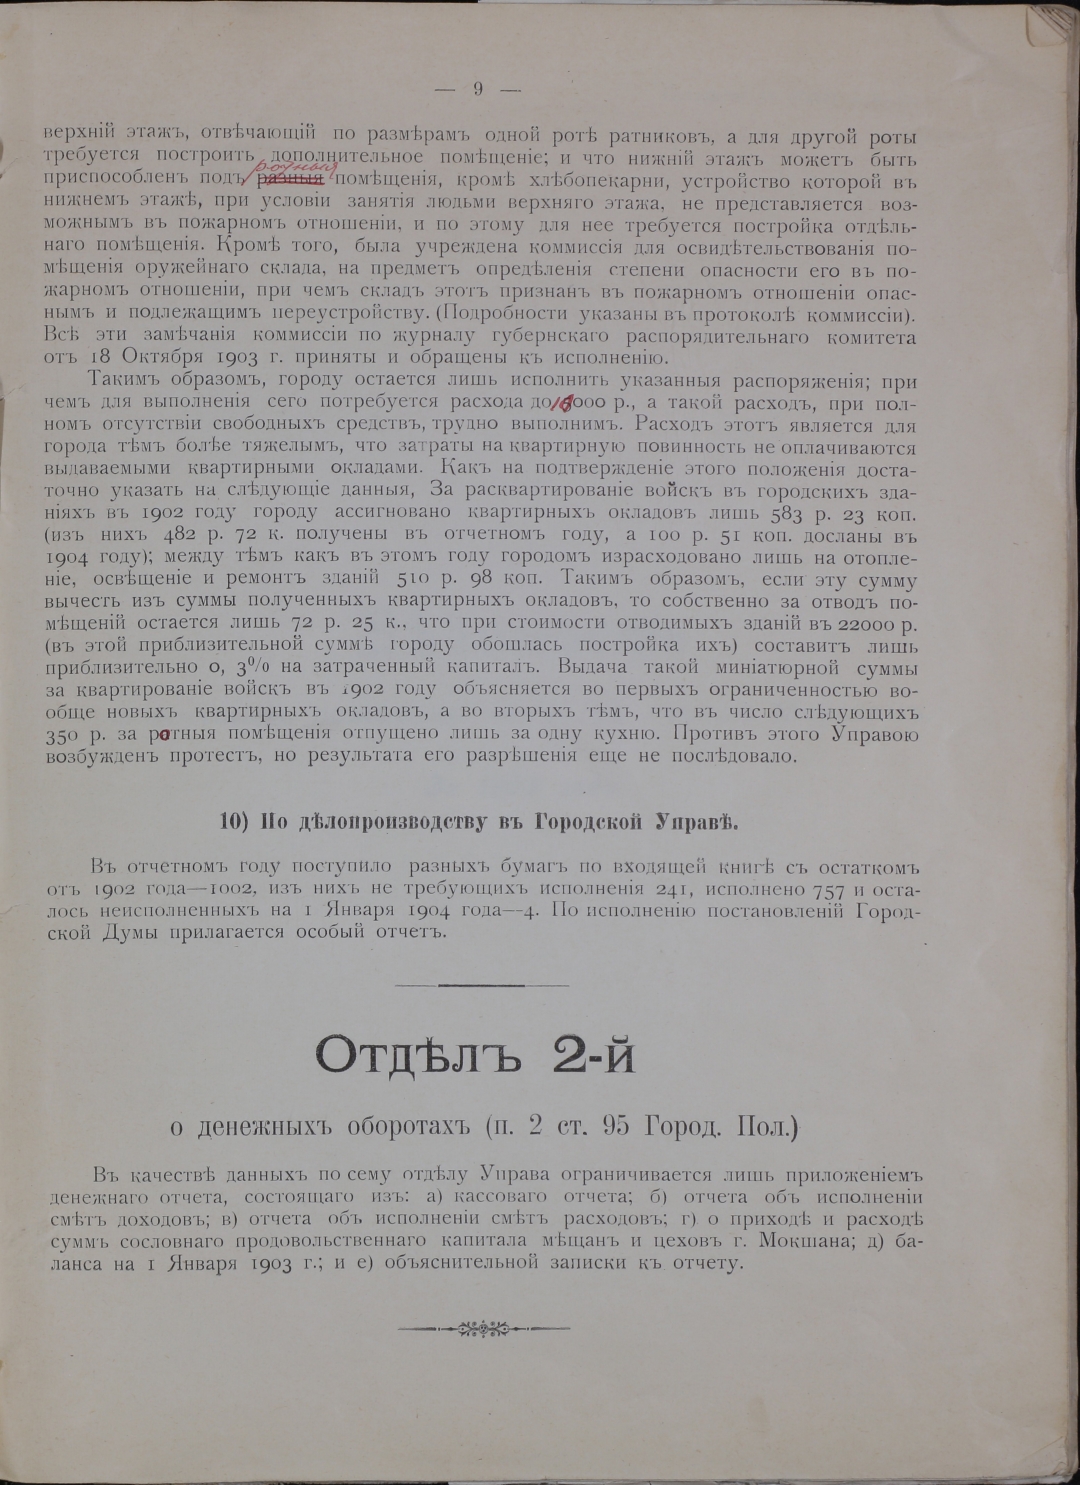 — 9 —
верхній этажъ, отвѣчающій по размѣрамъ одной ротѣ ратниковъ, а для другой роты
требуется построить дополнительное помѣщеніе; и что нижній этажъ можетъ быть
ротныя
приспособленъ подъ разныя помѣщенія, кромѣ хлѣбопекарни, устройство которой въ
нижнемъ этажѣ, при условіи занятія людьми верхняго этажа, не представляется воз-
можнымъ въ пожарномъ отношеніи, и по этому для нее требуется постройка отдѣль-
наго помѣщенія. Кромѣ того, была учреждена коммиссія для освидѣтельствованія по-
мѣщенія оружейнаго склада, на предметъ опредѣленія степени опасности его въ по-
жарномъ отношеніи, при чемъ складъ этотъ признанъ въ пожарномъ отношеніи опас-
нымъ и подлежащимъ переустройству. (Подробности указаны въ протоколѣ коммиссіи).
Всѣ эти замѣчанія коммиссіи по журналу губернскаго распорядительнаго комитета
отъ 18 Октября 1903 г. приняты и обращены къ исполненію.
Такимъ образомъ, городу остается лишь исполнить указанныя распоряженія; при
чемъ для выполненія сего потребуется расхода до 000 р., а такой расходъ, при пол-
номъ отсутствіи свободныхъ средствъ, трудно выполнимъ. Расходъ этотъ является для
города тѣмъ болѣе тяжелымъ, что затраты на квартирную повинность не оплачиваются
выдаваемыми квартирными окладами. Какъ на подтвержденіе этого положенія доста-
точно указать на слѣдующіе данныя, За расквартированіе войскъ въ городскихъ зда-
ніяхъ въ 1902 году городу ассигновано квартирныхъ окладовъ лишь 583 р. 23 коп.
(изъ нихъ 482 р. 72 к. получены въ отчетномъ году, а 100 р. 51 коп. досланы въ
1904 году); между тѣмъ какъ въ этомъ году городомъ израсходовано лишь на отопле-
ніе, освѣщеніе и ремонтъ зданій 510 р. 98 коп. Такимъ образомъ, если эту сумму
вычесть изъ суммы полученныхъ квартирныхъ окладовъ, то собственно за отводъ по-
мѣщеній остается лишь 72 р. 25 к., что при стоимости отводимыхъ зданій въ 22000 р.
(въ этой приблизительной суммѣ городу обошлась постройка ихъ) составитъ лишь
приблизительно 0, 3% на затраченный капиталъ. Выдача такой миніатюрной суммы
за квартированіе войскъ въ 1902 году объясняется во первыхъ ограниченностью во-
обще новыхъ квартирныхъ окладовъ, а во вторыхъ тѣмъ, что въ число слѣдующихъ
350 р. за ротныя помѣщенія отпущено лишь за одну кухню. Противъ этого Управою
возбужденъ протестъ, но результата его разрѣшенія еще не послѣдовало.
10) По дѣлопроизводству въ Городской Управѣ.
Въ отчетномъ году поступило разныхъ бумагъ по входящей книгѣ съ остаткомъ
отъ 1902 года—1002, изъ нихъ не требующихъ исполненія 241, исполнено 757 и оста-
лось неисполненныхъ на 1 Января 1904 года—4. По исполненію постановленій Город-
ской Думы прилагается особый отчетъ.
Отдѣлъ 2-й
о денежныхъ оборотахъ (п. 2 ст. 95 Город. Пол.)
Въ качествѣ данныхъ по сему отдѣлу Управа ограничивается лишь приложеніемъ
денежнаго отчета, состоящаго изъ: а) кассоваго отчета; б) отчета объ исполненіи
смѣтъ доходовъ; в) отчета объ исполненіи смѣтъ расходовъ; г) о приходѣ и расходѣ
суммъ сословнаго продовольственнаго капитала мѣщанъ и цеховъ г. Мокшана; д) ба-
ланса на 1 Января 1903 г.; и е) объяснительной записки къ отчету.